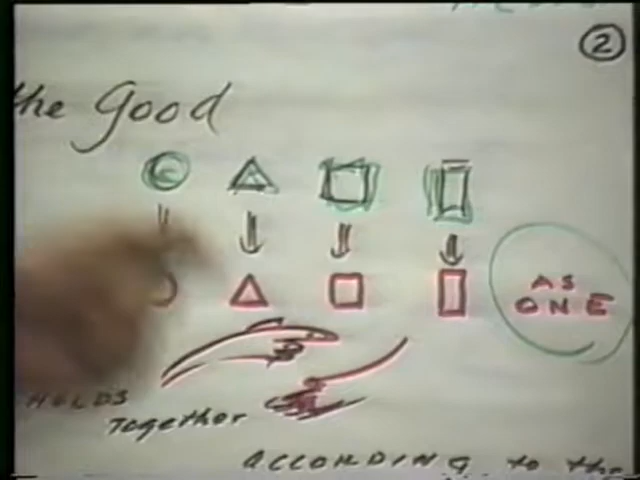 2
the Good
AS
ONE
HOLDS
Together
ACCORDING to the